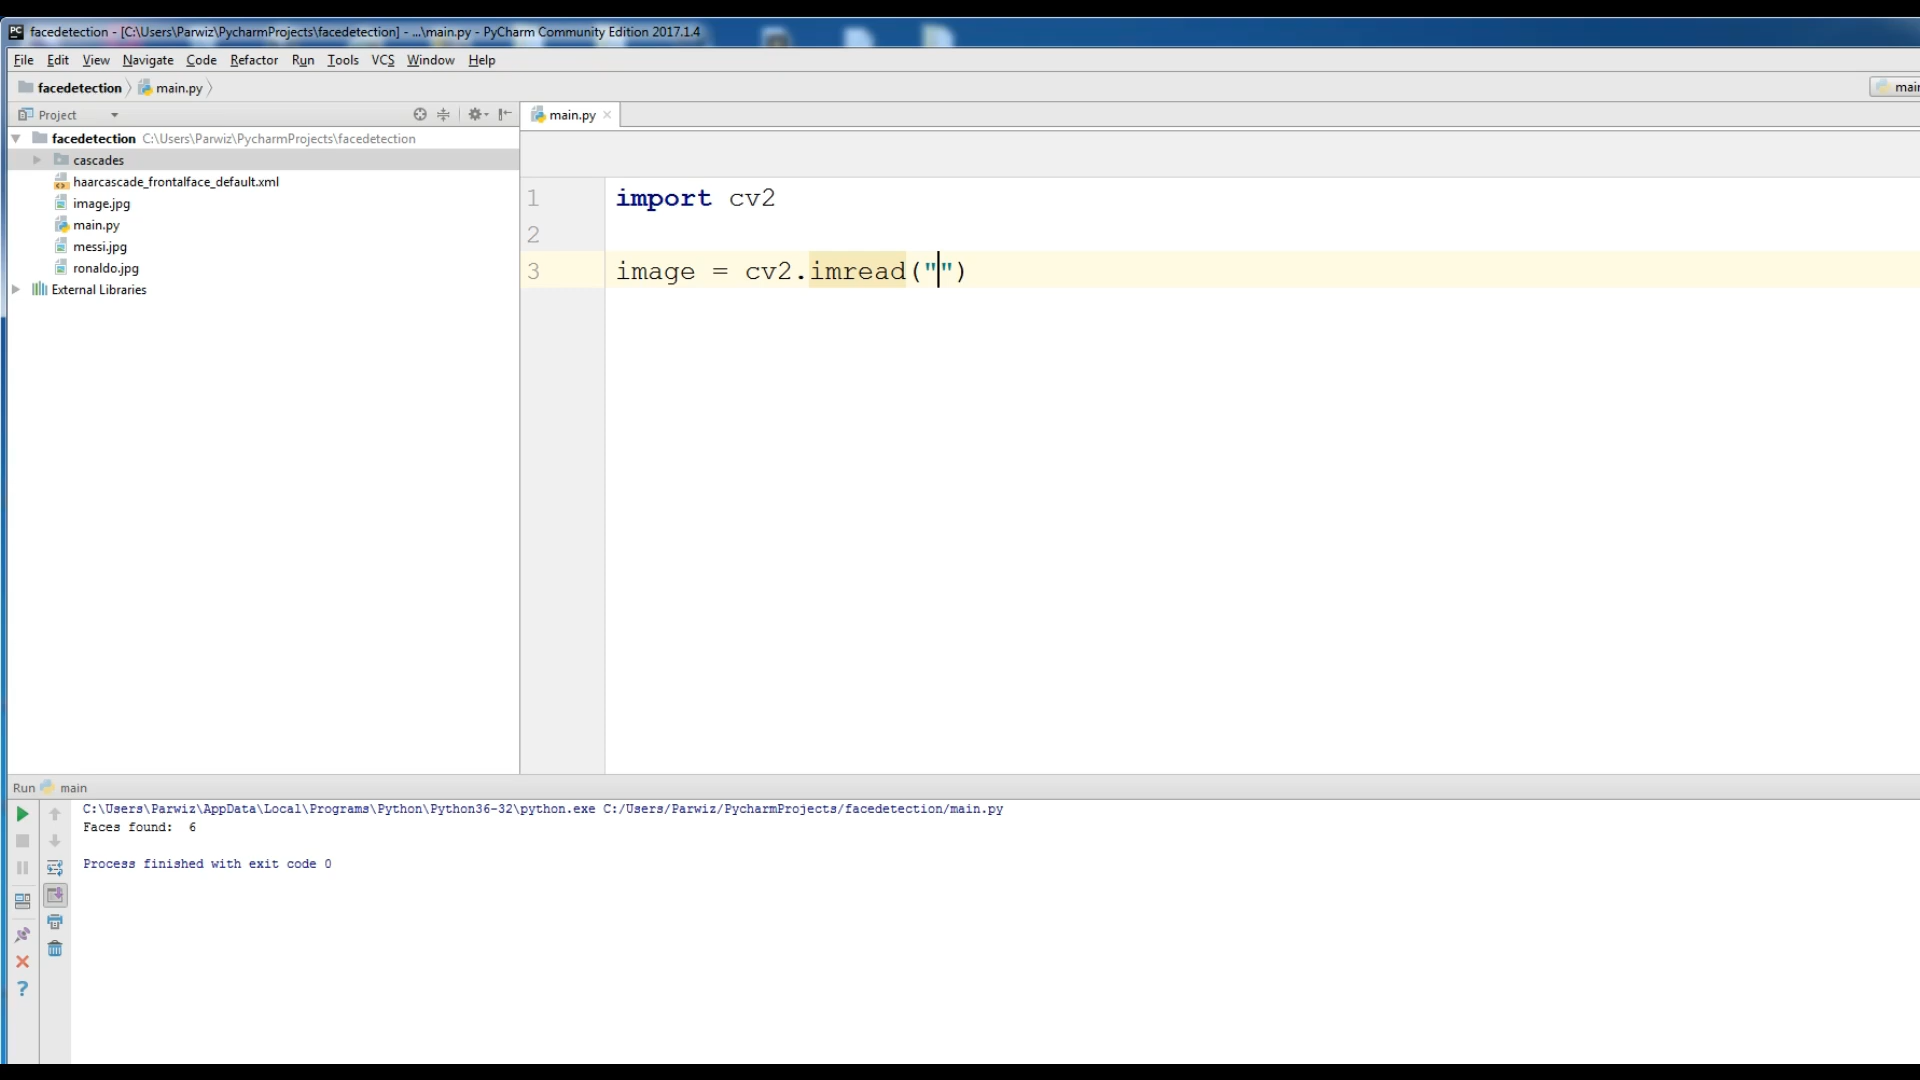 facedetection - [C:\Users\Parwiz\PycharmProjects\facedetection] - ...\main.py - PyCharm Community Edition 2017.1.4
File Edit View Navigate Code Refactor Run Tools VCS Window Help
facedetection main.py
Project
main.py
facedetection C:\Users\Parwiz\PycharmProjects\facedetection
cascades
haarcascade_frontalface_default.xml
image.jpg
main.py
messi.jpg
ronaldo.jpg
External Libraries
1 import cv2
2
3 image = cv2.imread("")
Run main
C:\Users\Parwiz\AppData\Local\Programs\Python\Python36-32\python.exe C:/Users/Parwiz/PycharmProjects/facedetection/main.py
Faces found: 6
Process finished with exit code 0